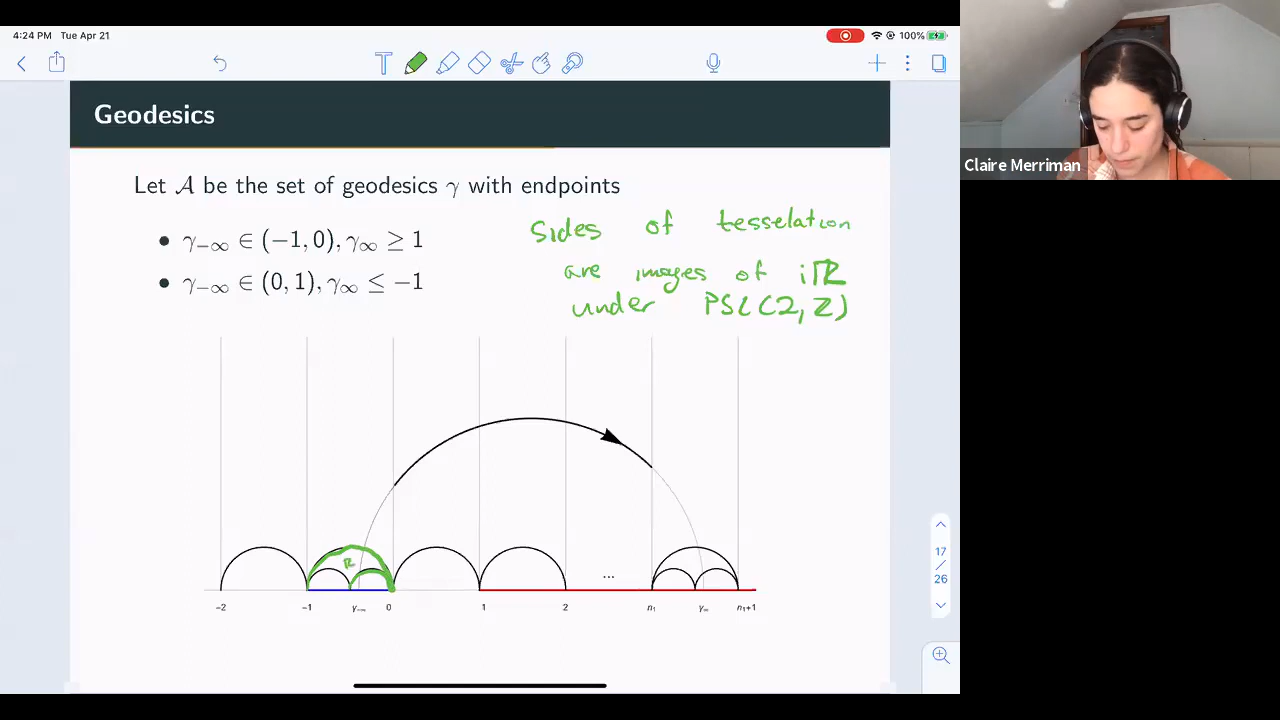 4:24 PM Tue Apr 21
100%
Geodesics
Claire Merriman
Let 𝒜 be the set of geodesics γ with endpoints
• γ₋∞ ∈ (−1, 0), γ∞ ≥ 1
• γ₋∞ ∈ (0, 1), γ∞ ≤ −1
Sides of tesselation
are images of iℝ
under PSL(2, ℤ)
R
...
−2 −1 γ₋∞ 0 1 2 n₁ γ∞ n₁+1
17
/
26